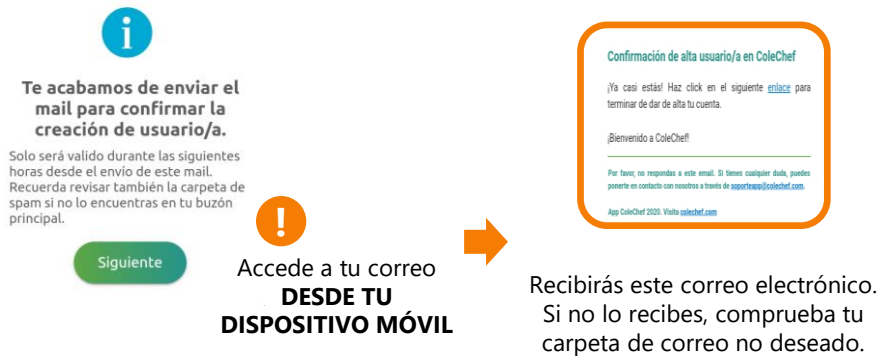 i
Te acabamos de enviar el
mail para confirmar la
creación de usuario/a.
Solo será valido durante las siguientes
horas desde el envío de este mail.
Recuerda revisar también la carpeta de
spam si no lo encuentras en tu buzón
principal.
Siguiente
!
Accede a tu correo
DESDE TU
DISPOSITIVO MÓVIL
Confirmación de alta usuario/a en ColeChef
¡Ya casi estás! Haz click en el siguiente enlace para
terminar de dar de alta tu cuenta.
¡Bienvenido a ColeChef!
Por favor, no respondas a este email. Si tienes cualquier duda, puedes
ponerte en contacto con nosotros a través de soporteapp@colechef.com.
App ColeChef 2020. Visita colechef.com
Recibirás este correo electrónico.
Si no lo recibes, comprueba tu
carpeta de correo no deseado.